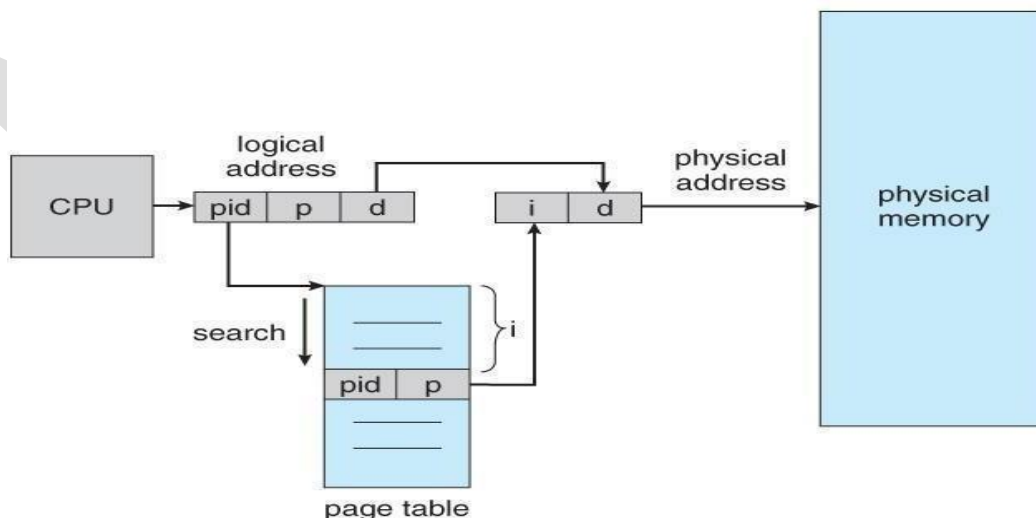 logical
address
CPU
pid p d
i d
physical
address
physical
memory
search
i
pid p
page table